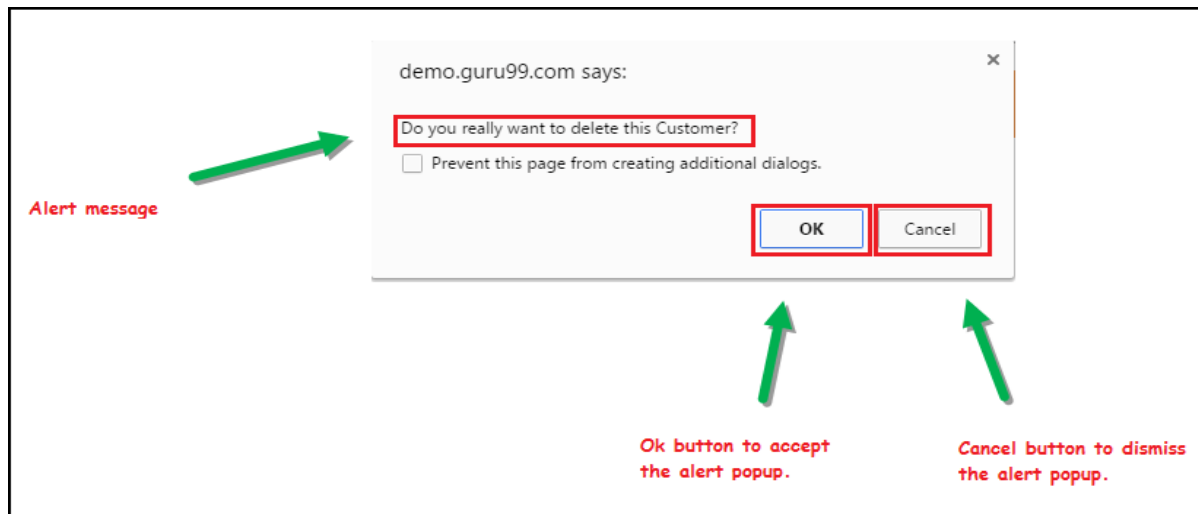 demo.guru99.com says:
Do you really want to delete this Customer?
Prevent this page from creating additional dialogs.
Alert message
OK
Cancel
Ok button to accept
the alert popup.
Cancel button to dismiss
the alert popup.